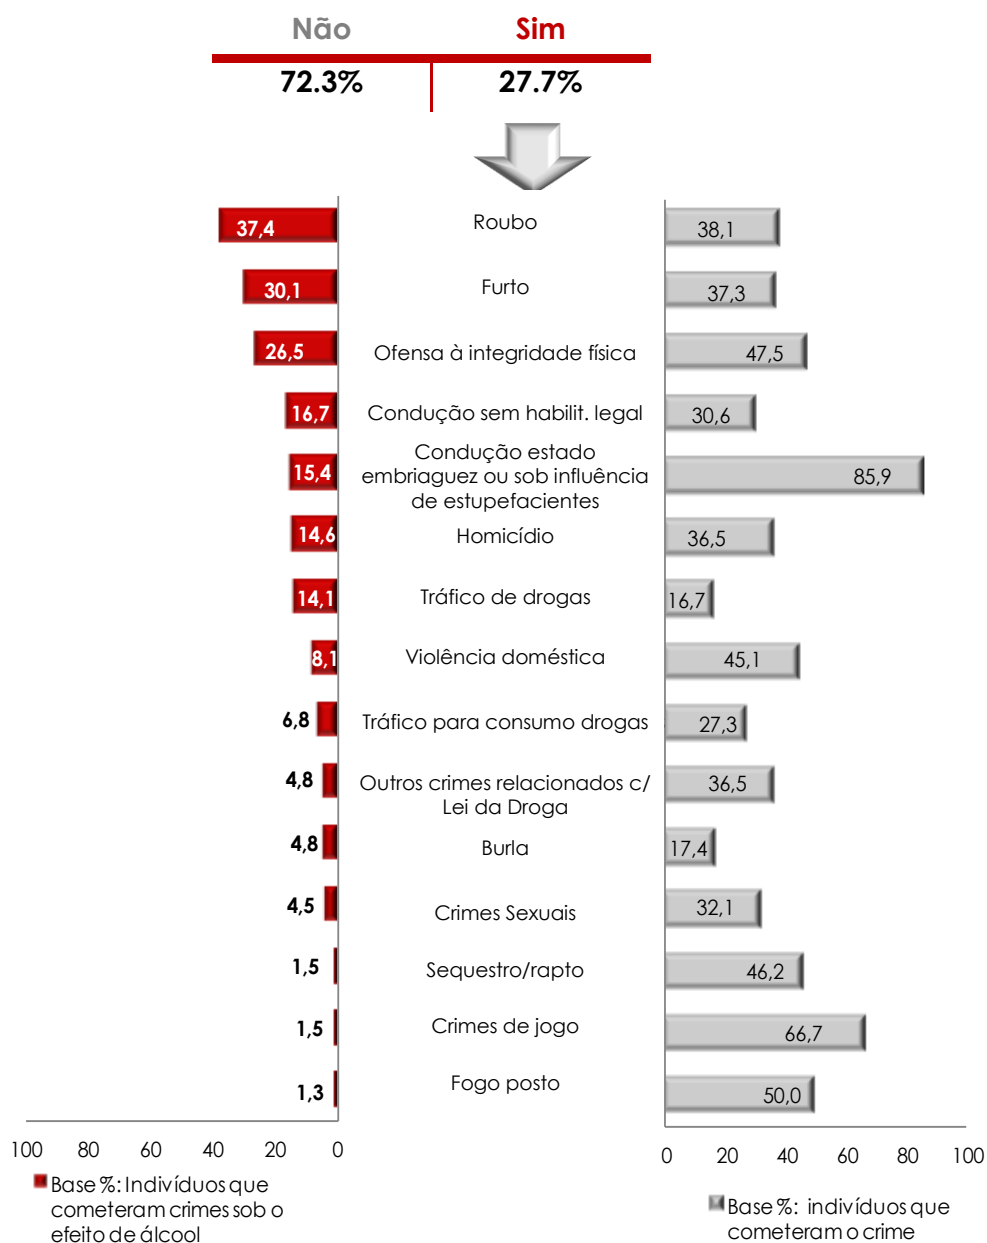 Não Sim
72.3% 27.7%
37,4 Roubo 38,1
30,1 Furto 37,3
26,5 Ofensa à integridade física 47,5
16,7 Condução sem habilit. legal 30,6
Condução estado
15,4 embriaguez ou sob influência 85,9
de estupefacientes
14,6 Homicídio 36,5
14,1 Tráfico de drogas 16,7
8,1 Violência doméstica 45,1
6,8 Tráfico para consumo drogas 27,3
4,8 Outros crimes relacionados c/ 36,5
Lei da Droga
4,8 Burla 17,4
4,5 Crimes Sexuais 32,1
1,5 Sequestro/rapto 46,2
1,5 Crimes de jogo 66,7
1,3 Fogo posto 50,0
100 80 60 40 20 0 0 20 40 60 80 100
Base %: Indivíduos que
cometeram crimes sob o
efeito de álcool
Base %: indivíduos que
cometeram o crime